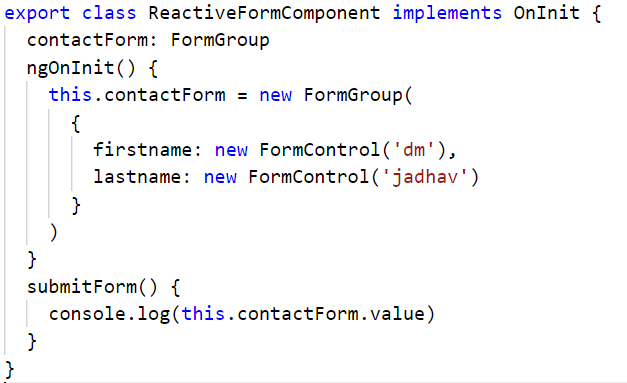 export class ReactiveFormComponent implements OnInit {
  contactForm: FormGroup
  ngOnInit() {
    this.contactForm = new FormGroup(
      {
        firstname: new FormControl('dm'),
        lastname: new FormControl('jadhav')
      }
    )
  }
  submitForm() {
    console.log(this.contactForm.value)
  }
}